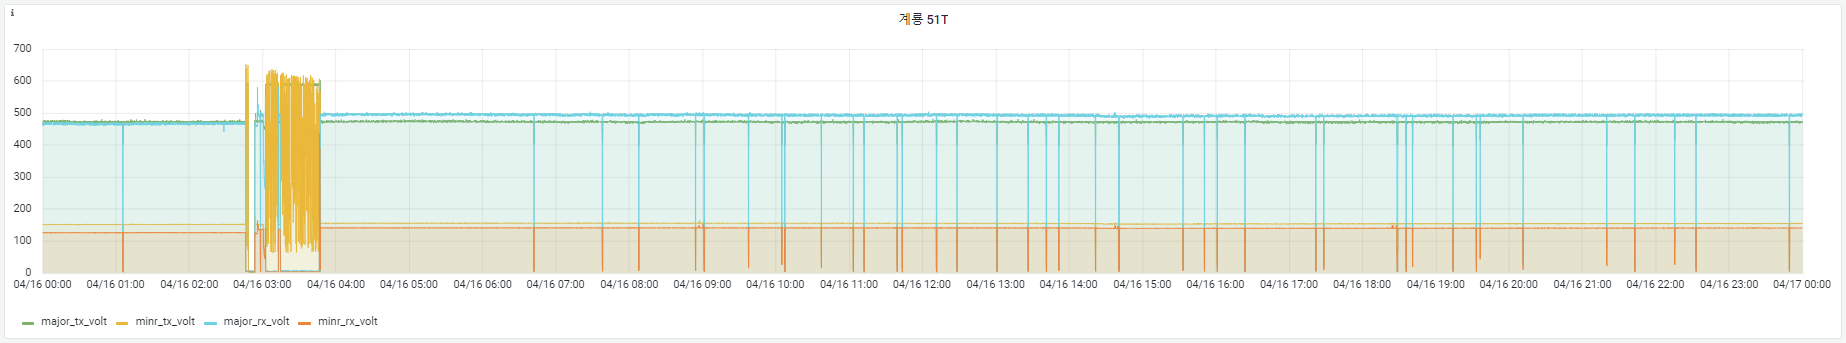 i
계룡 51T
700
600
500
400
300
200
100
0
04/16 00:00 04/16 01:00 04/16 02:00 04/16 03:00 04/16 04:00 04/16 05:00 04/16 06:00 04/16 07:00 04/16 08:00 04/16 09:00 04/16 10:00 04/16 11:00 04/16 12:00 04/16 13:00 04/16 14:00 04/16 15:00 04/16 16:00 04/16 17:00 04/16 18:00 04/16 19:00 04/16 20:00 04/16 21:00 04/16 22:00 04/16 23:00 04/17 00:00
major_tx_volt minr_tx_volt major_rx_volt minr_rx_volt